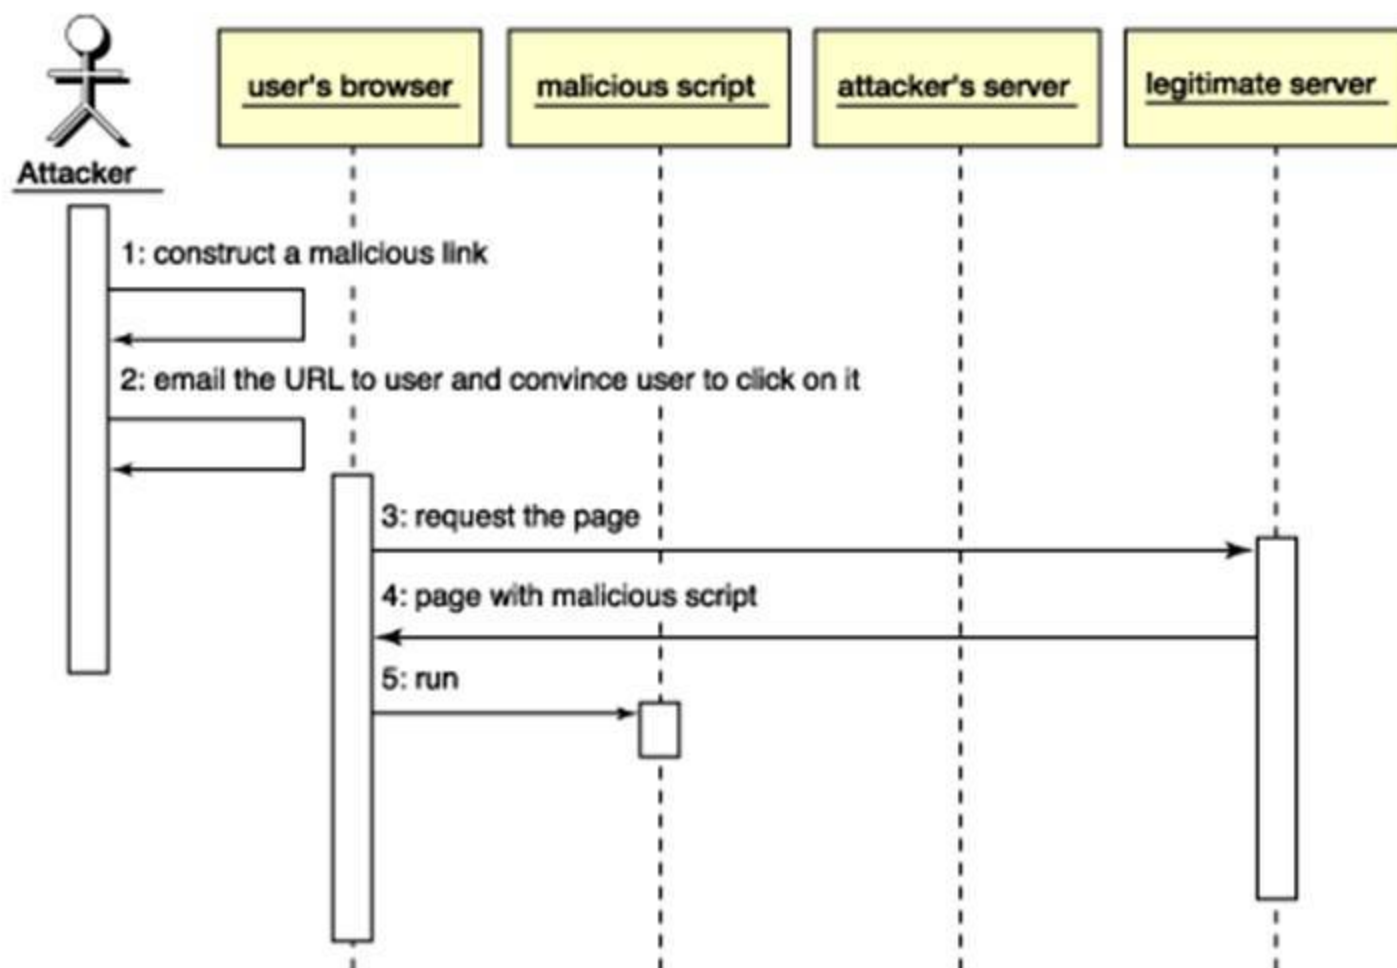 user's browser
malicious script
attacker's server
legitimate server
Attacker
1: construct a malicious link
2: email the URL to user and convince user to click on it
3: request the page
4: page with malicious script
5: run